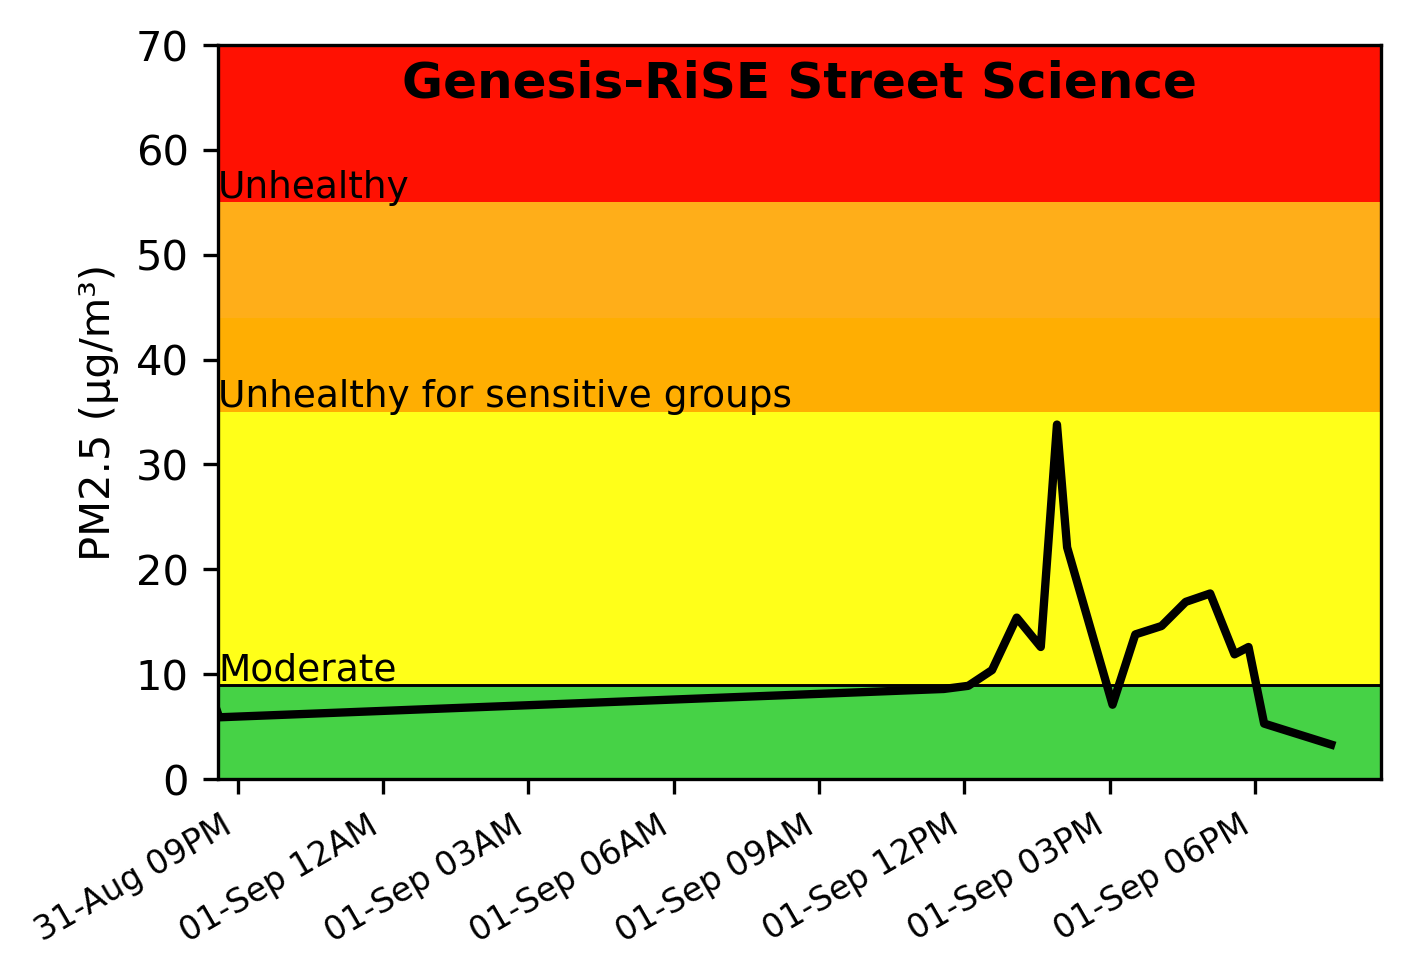 Genesis-RiSE Street Science
70
60
50
40
30
20
10
0
PM2.5 (µg/m³)
Unhealthy
Unhealthy for sensitive groups
Moderate
31-Aug 09PM
01-Sep 12AM
01-Sep 03AM
01-Sep 06AM
01-Sep 09AM
01-Sep 12PM
01-Sep 03PM
01-Sep 06PM